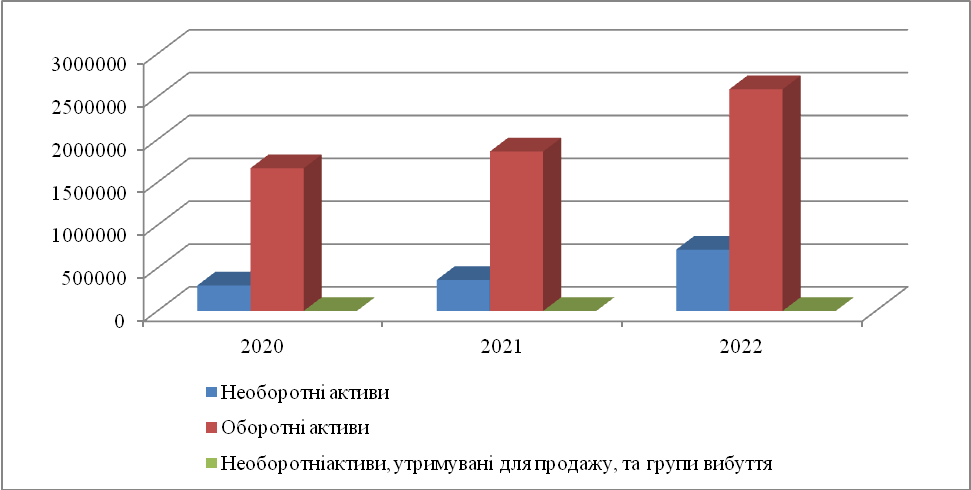 3000000
2500000
2000000
1500000
1000000
500000
0
2020 2021 2022
Необоротні активи
Оборотні активи
Необоротніактиви, утримувані для продажу, та групи вибуття